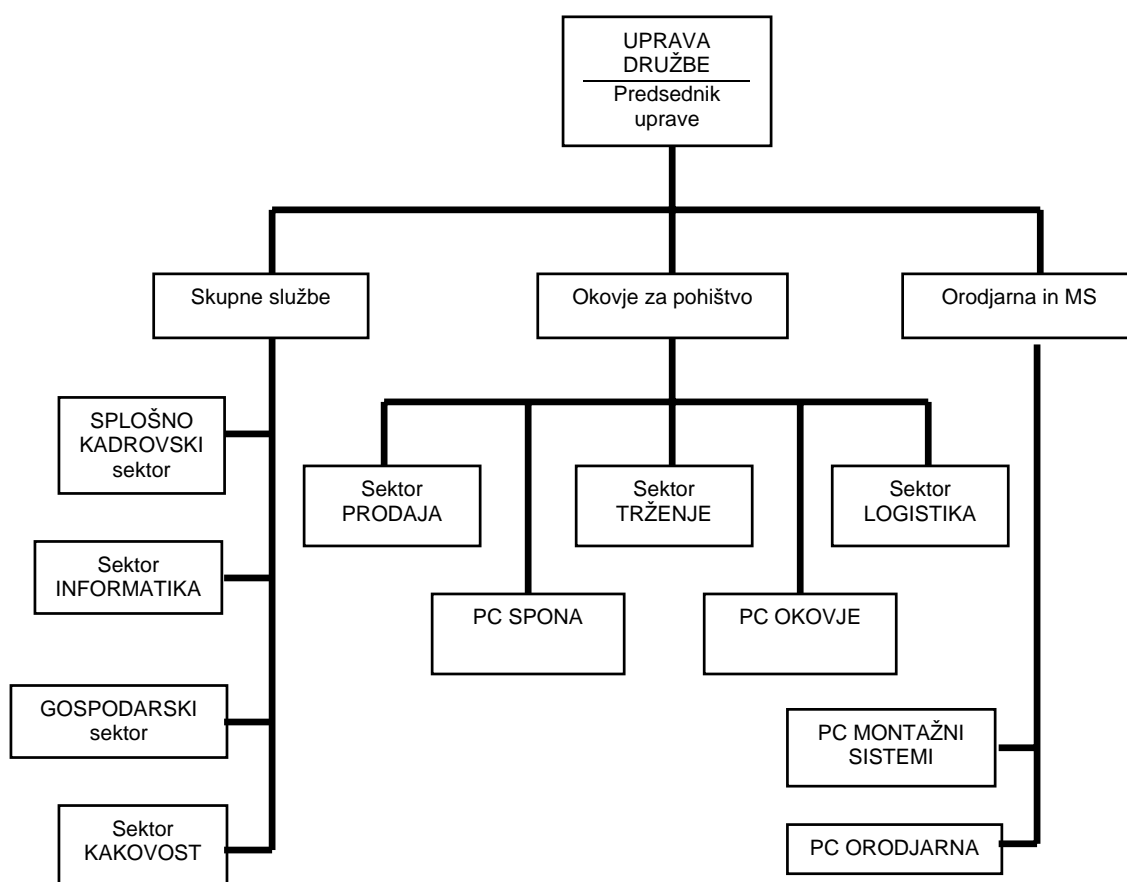 UPRAVA
DRUŽBE
Predsednik
uprave
Skupne službe
Okovje za pohištvo
Orodjarna in MS
SPLOŠNO
KADROVSKI
sektor
Sektor
PRODAJA
Sektor
TRŽENJE
Sektor
LOGISTIKA
Sektor
INFORMATIKA
PC SPONA
PC OKOVJE
GOSPODARSKI
sektor
PC MONTAŽNI
SISTEMI
Sektor
KAKOVOST
PC ORODJARNA